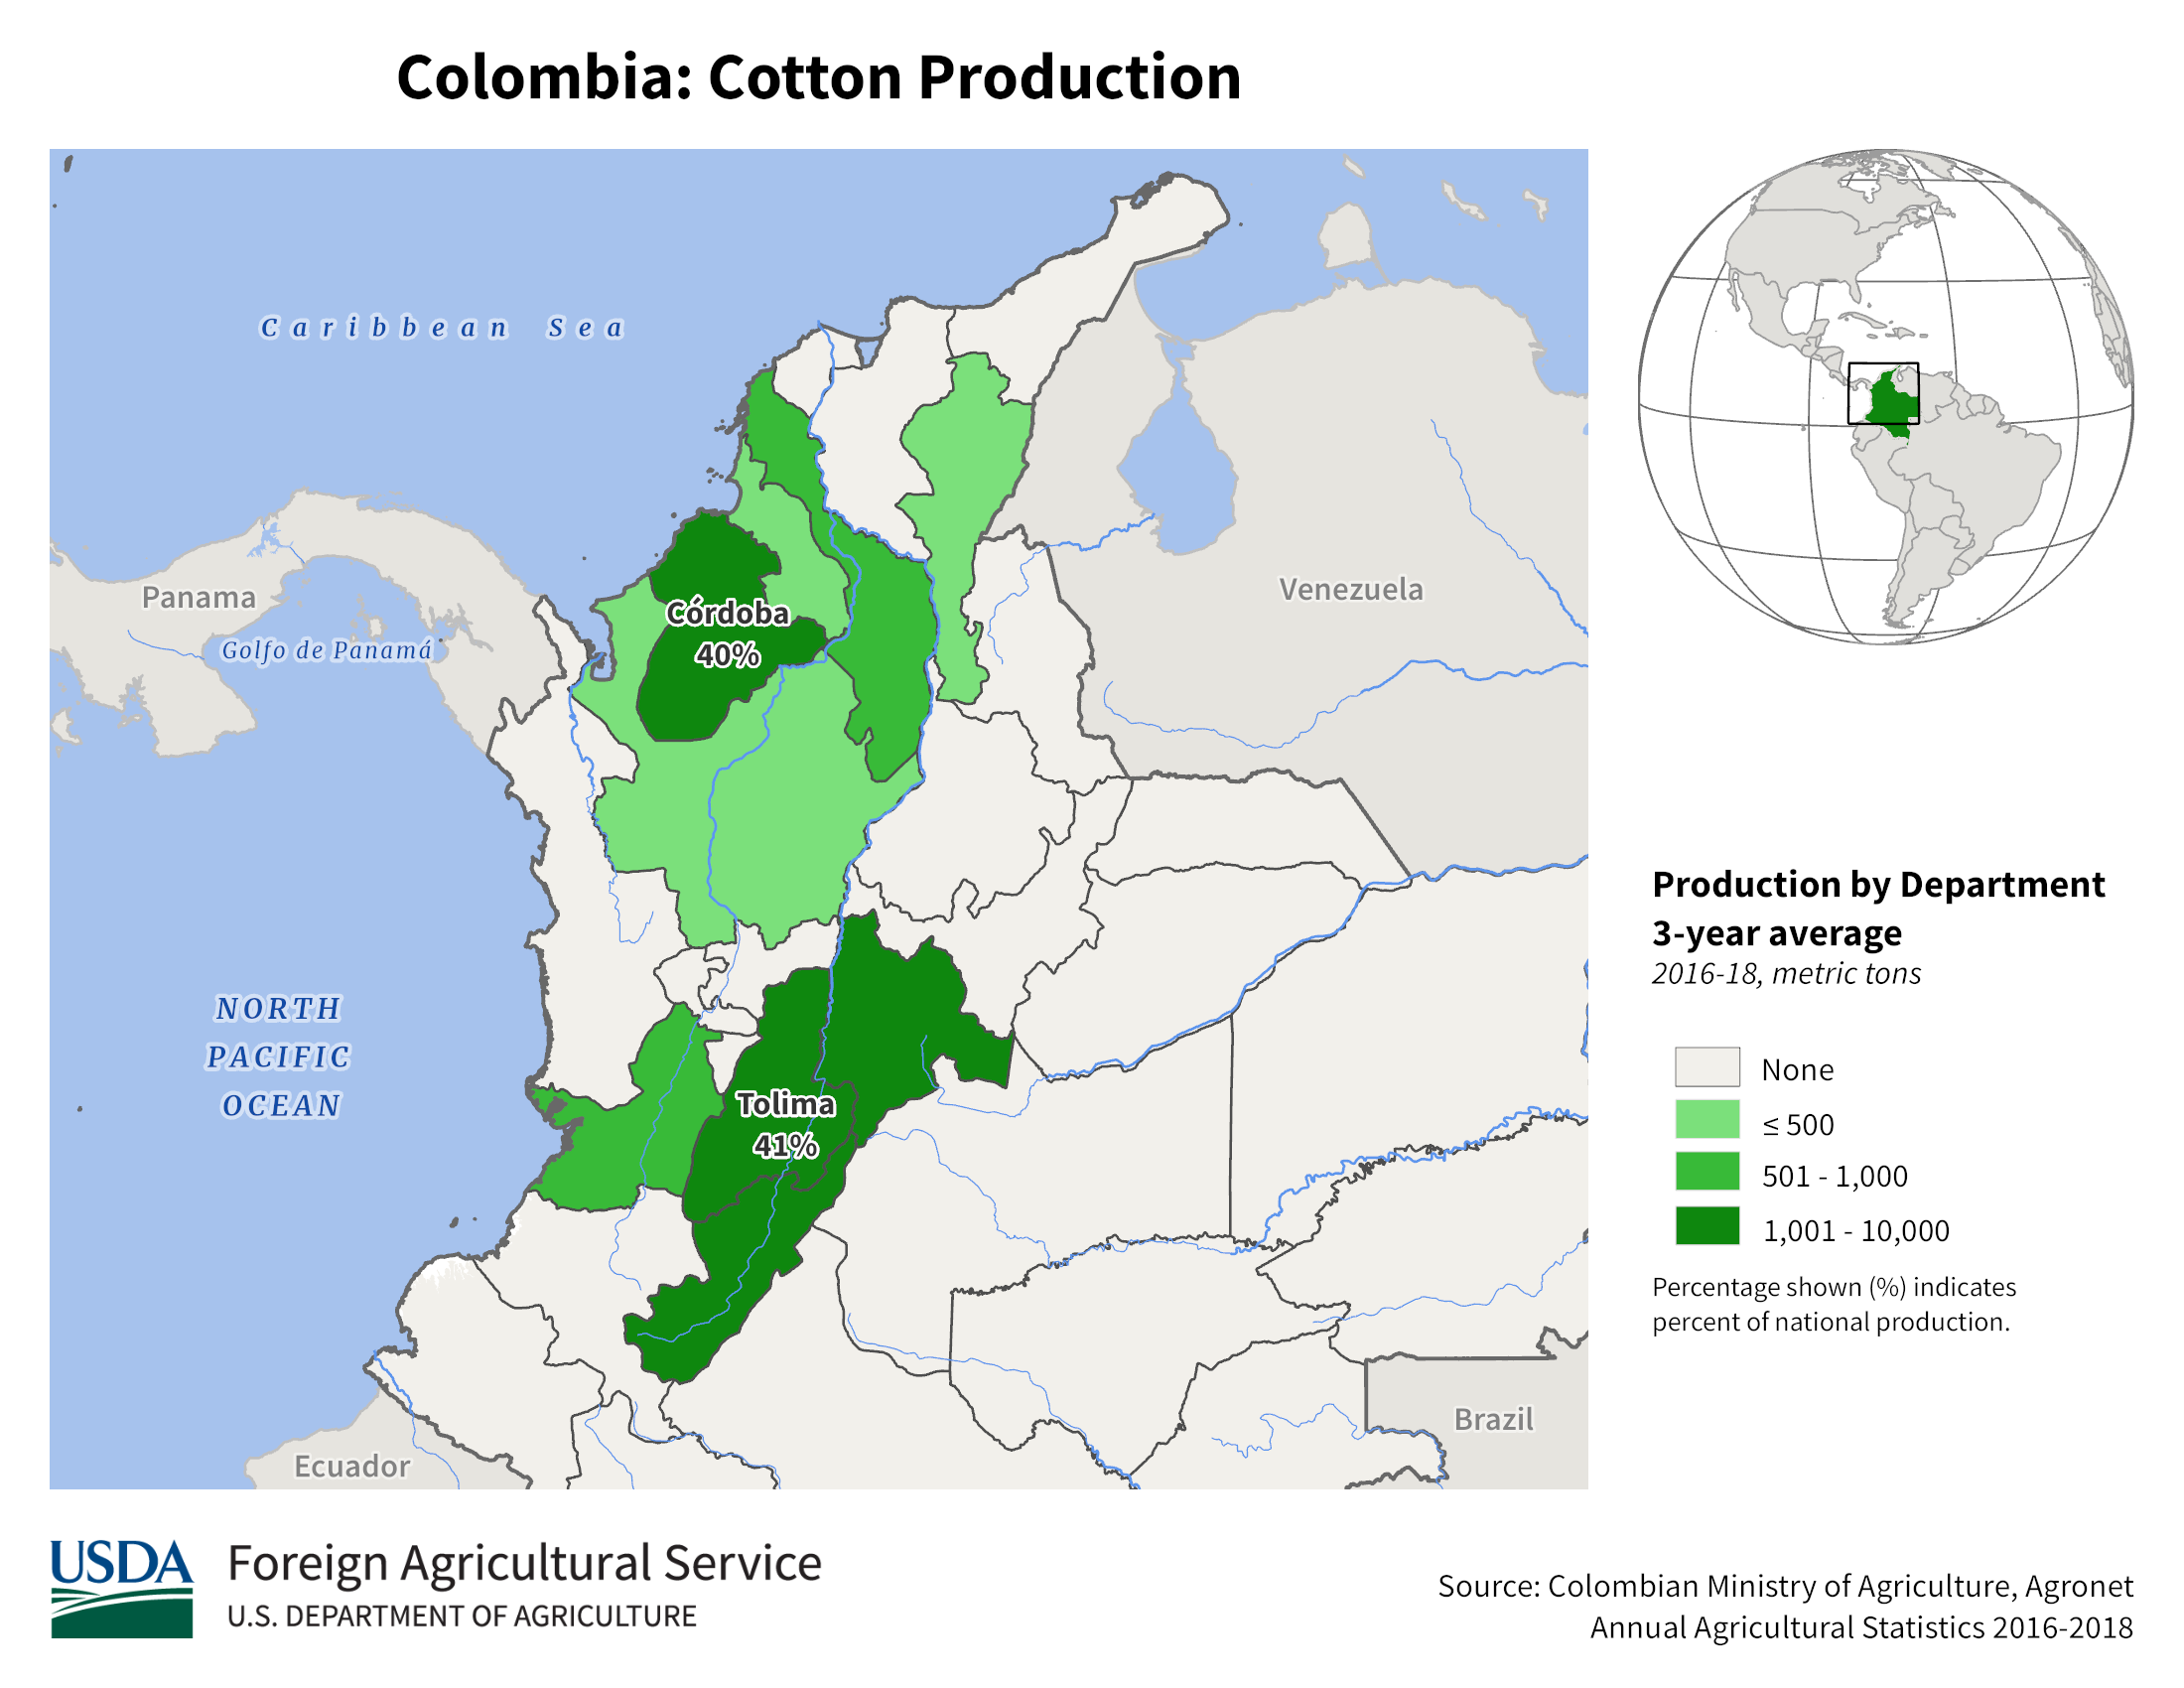 Colombia: Cotton Production
Caribbean Sea
Panama
Golfo de Panamá
Venezuela
Córdoba
40%
NORTH
PACIFIC
OCEAN
Tolima
41%
Brazil
Ecuador
Production by Department
3-year average
2016-18, metric tons
None
≤ 500
501 - 1,000
1,001 - 10,000
Percentage shown (%) indicates
percent of national production.
USDA
Foreign Agricultural Service
U.S. DEPARTMENT OF AGRICULTURE
Source: Colombian Ministry of Agriculture, Agronet
Annual Agricultural Statistics 2016-2018